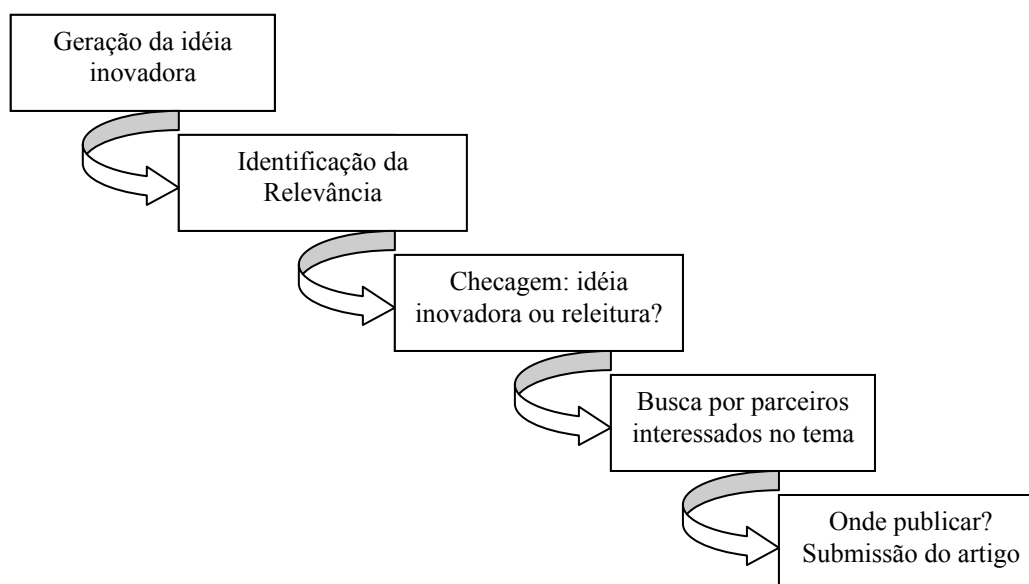 Geração da idéia
inovadora
Identificação da
Relevância
Checagem: idéia
inovadora ou releitura?
Busca por parceiros
interessados no tema
Onde publicar?
Submissão do artigo